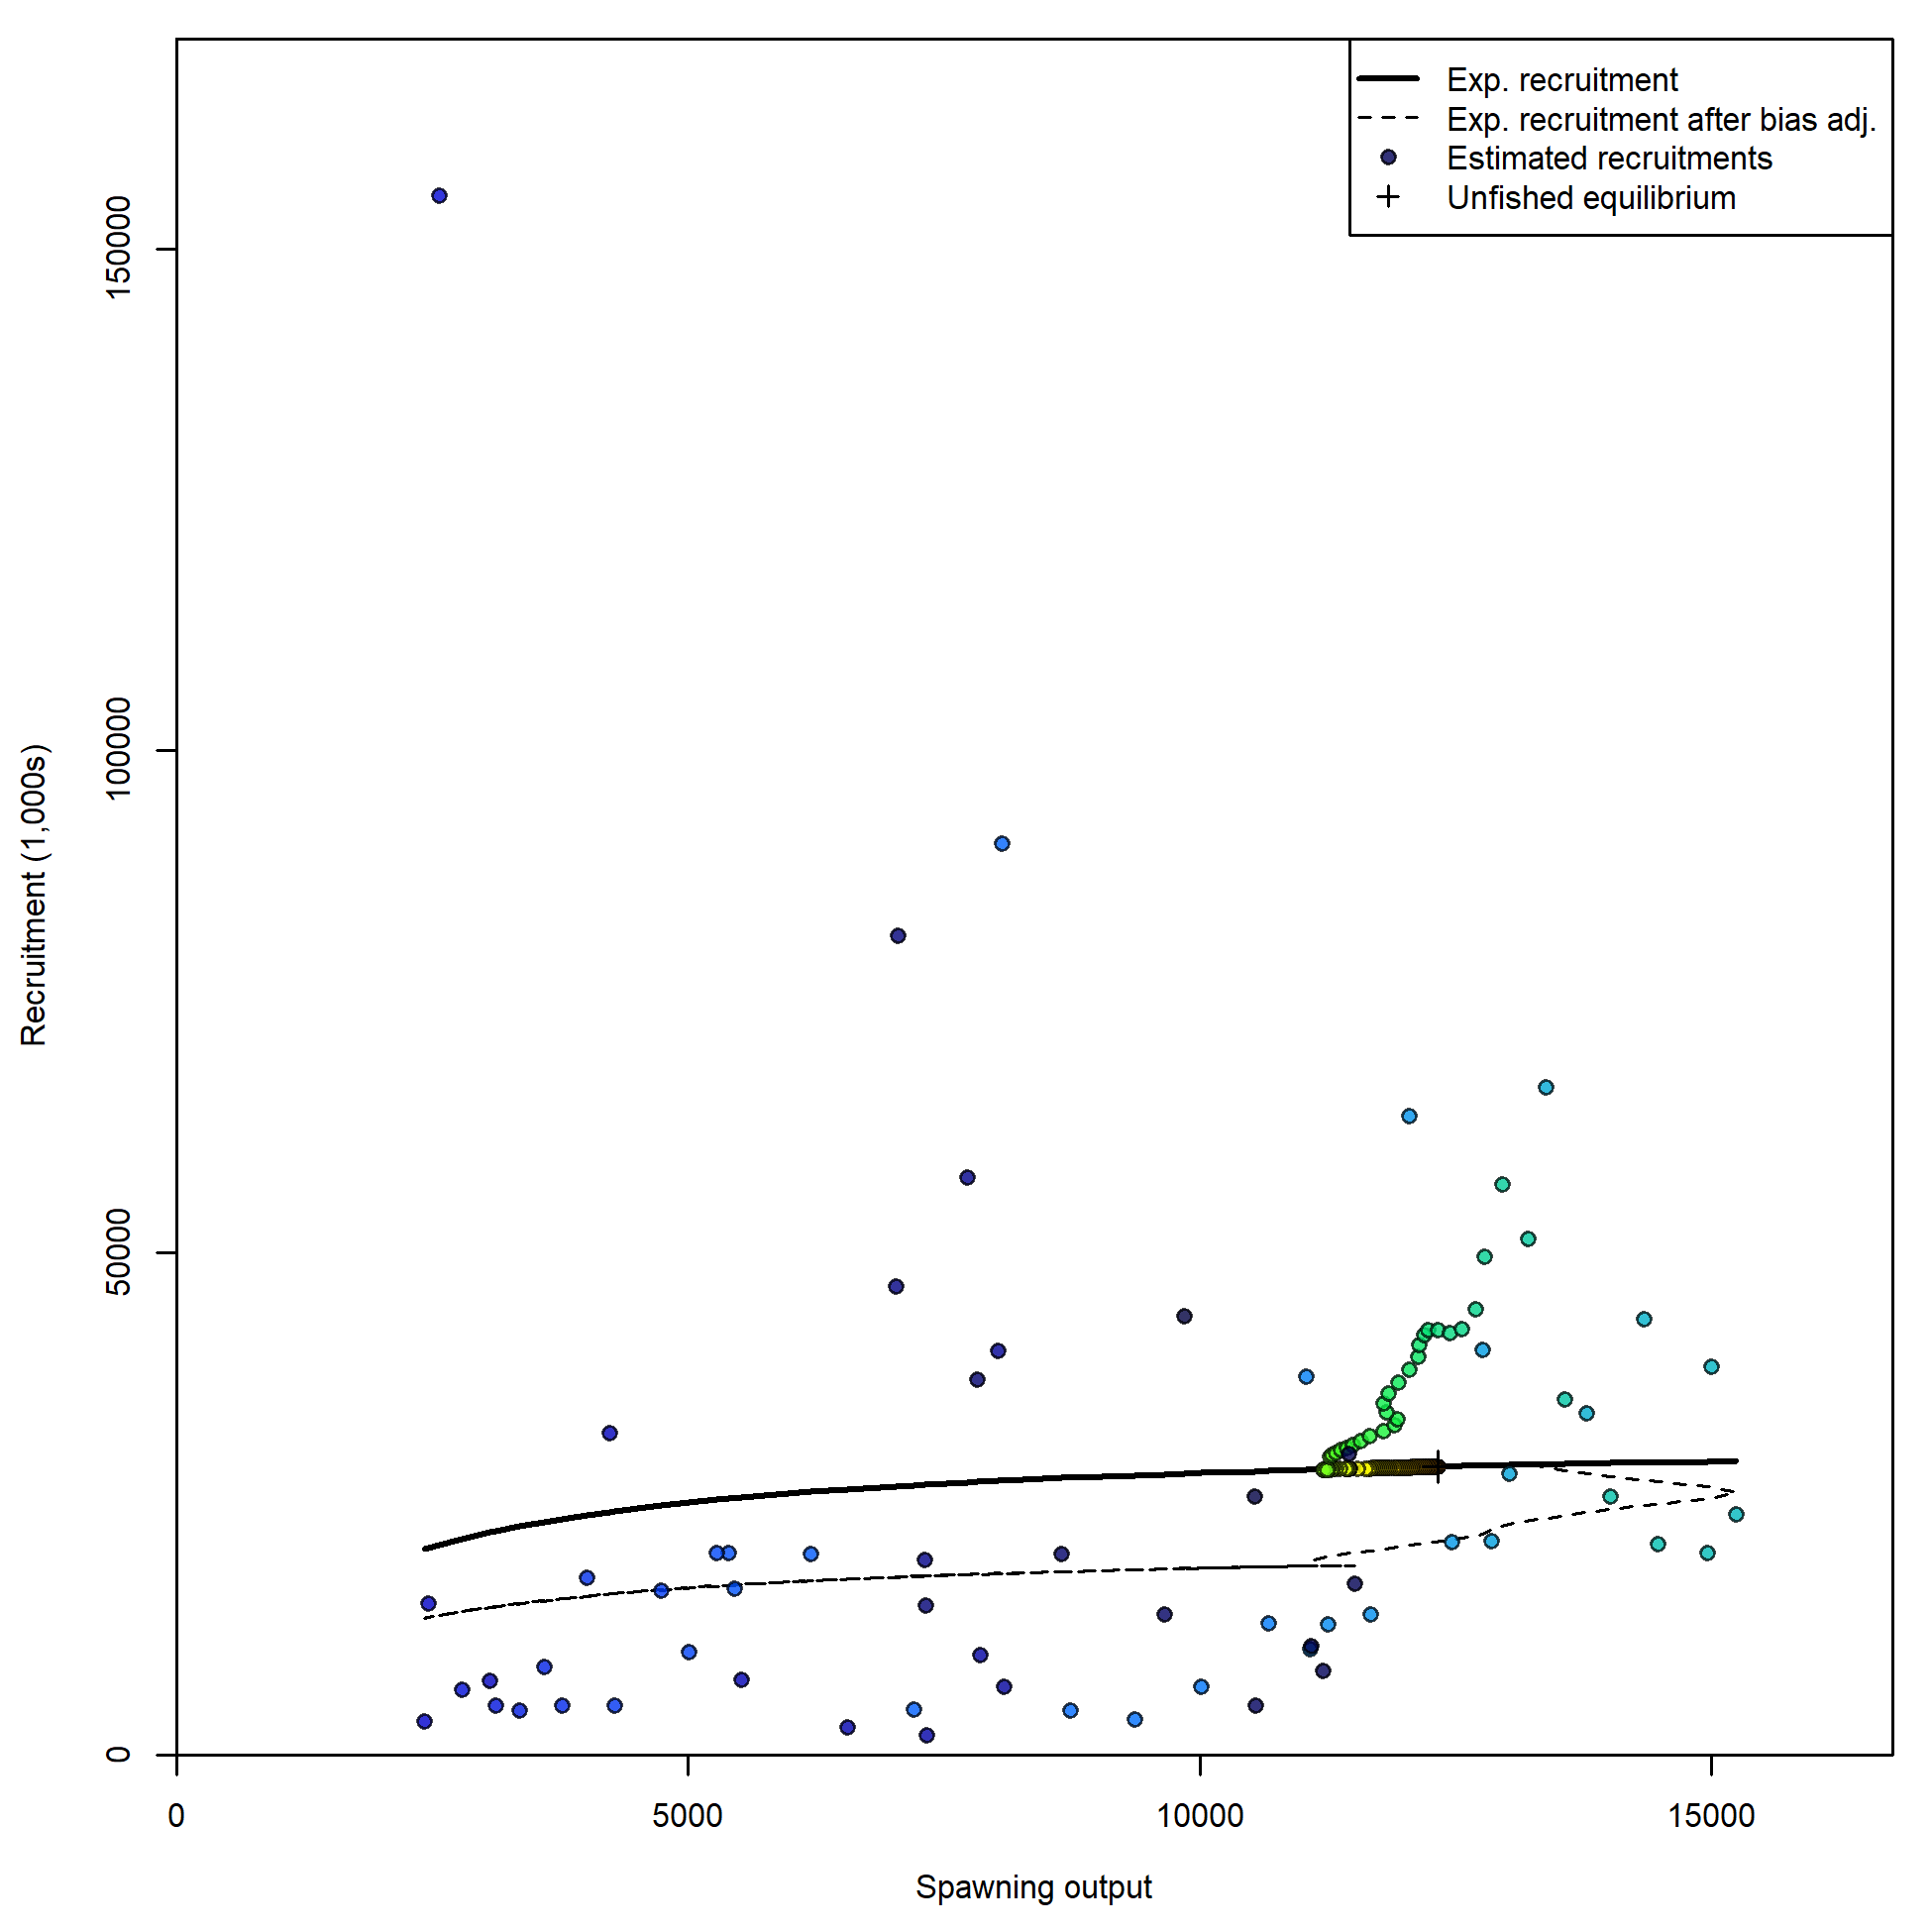 Exp. recruitment
Exp. recruitment after bias adj.
Estimated recruitments
Unfished equilibrium
150000
100000
50000
0
Recruitment (1,000s)
0 5000 10000 15000
Spawning output